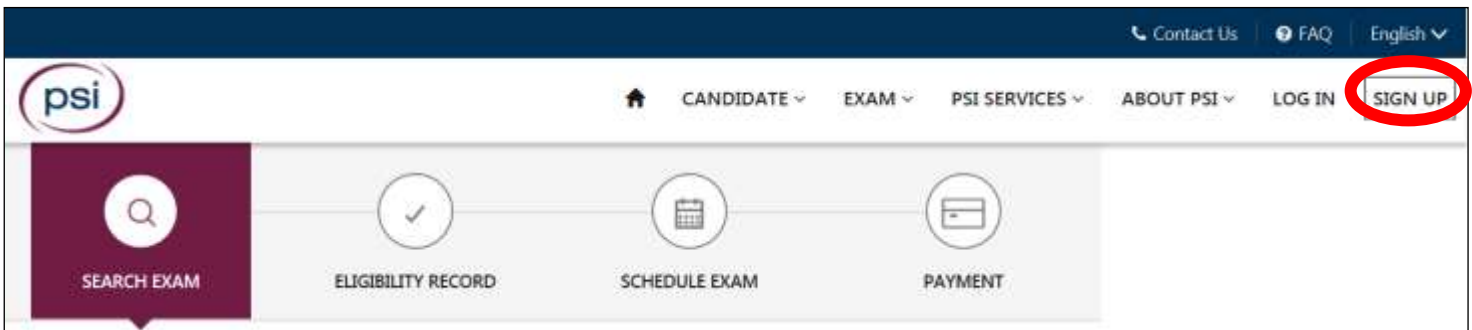 Contact Us FAQ English
psi CANDIDATE EXAM PSI SERVICES ABOUT PSI LOG IN SIGN UP
SEARCH EXAM ELIGIBILITY RECORD SCHEDULE EXAM PAYMENT